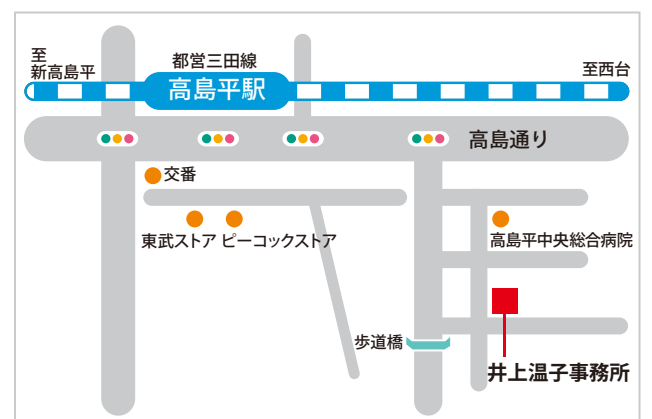 至
新高島平
都営三田線
高島平駅
至西台
高島通り
交番
東武ストア ピーコックストア
高島平中央総合病院
歩道橋
井上温子事務所